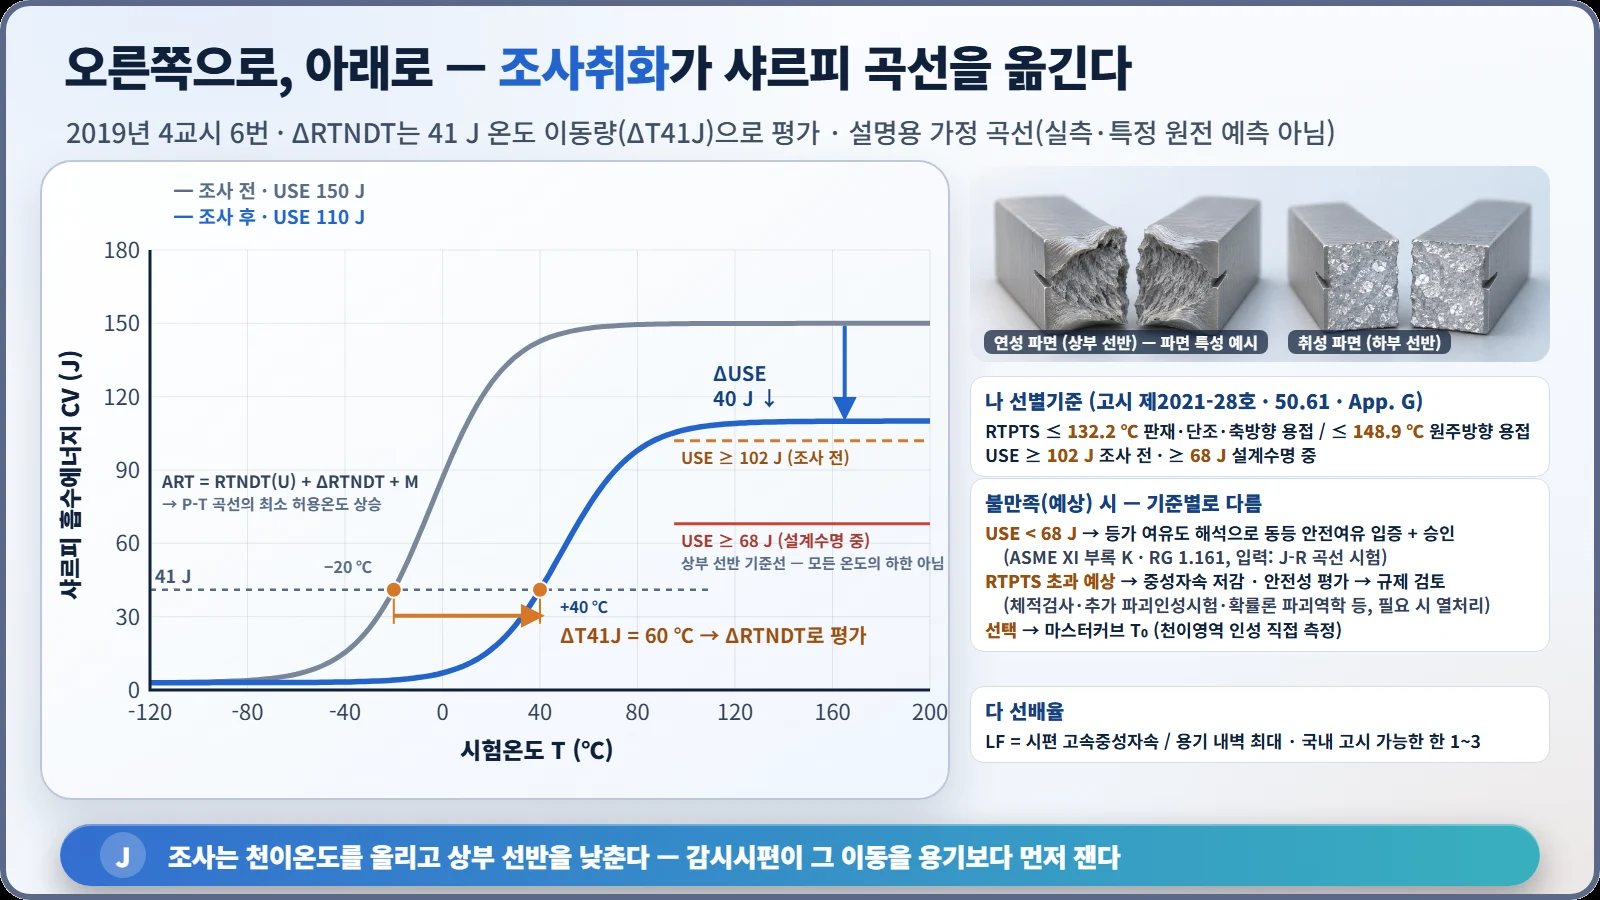 오른쪽으로, 아래로 — 조사취화가 샤르피 곡선을 옮긴다
2019년 4교시 6번 · ΔRTNDT는 41 J 온도 이동량(ΔT41J)으로 평가 · 설명용 가정 곡선(실측·특정 원전 예측 아님)
— 조사 전 · USE 150 J
— 조사 후 · USE 110 J
180
150
120
90
60
30
0
-120
-80
-40
0
40
80
120
160
200
샤르피 흡수에너지 CV (J)
시험온도 T (℃)
ΔUSE
40 J ↓
USE ≥ 102 J (조사 전)
ART = RTNDT(U) + ΔRTNDT + M
→ P-T 곡선의 최소 허용온도 상승
USE ≥ 68 J (설계수명 중)
상부 선반 기준선 — 모든 온도의 하한 아님
−20 ℃
41 J
+40 ℃
ΔT41J = 60 ℃ → ΔRTNDT로 평가
연성 파면 (상부 선반) — 파면 특성 예시
취성 파면 (하부 선반)
나 선별기준 (고시 제2021-28호 · 50.61 · App. G)
RTPTS ≤ 132.2 ℃ 판재·단조·축방향 용접 / ≤ 148.9 ℃ 원주방향 용접
USE ≥ 102 J 조사 전 · ≥ 68 J 설계수명 중
불만족(예상) 시 — 기준별로 다름
USE < 68 J → 등가 여유도 해석으로 동등 안전여유 입증 + 승인
(ASME XI 부록 K · RG 1.161, 입력: J-R 곡선 시험)
RTPTS 초과 예상 → 중성자속 저감 · 안전성 평가 → 규제 검토
(체적검사·추가 파괴인성시험·확률론 파괴역학 등, 필요 시 열처리)
선택 → 마스터커브 T₀ (천이영역 인성 직접 측정)
다 선배율
LF = 시편 고속중성자속 / 용기 내벽 최대 · 국내 고시 가능한 한 1~3
J 조사는 천이온도를 올리고 상부 선반을 낮춘다 — 감시시편이 그 이동을 용기보다 먼저 잰다